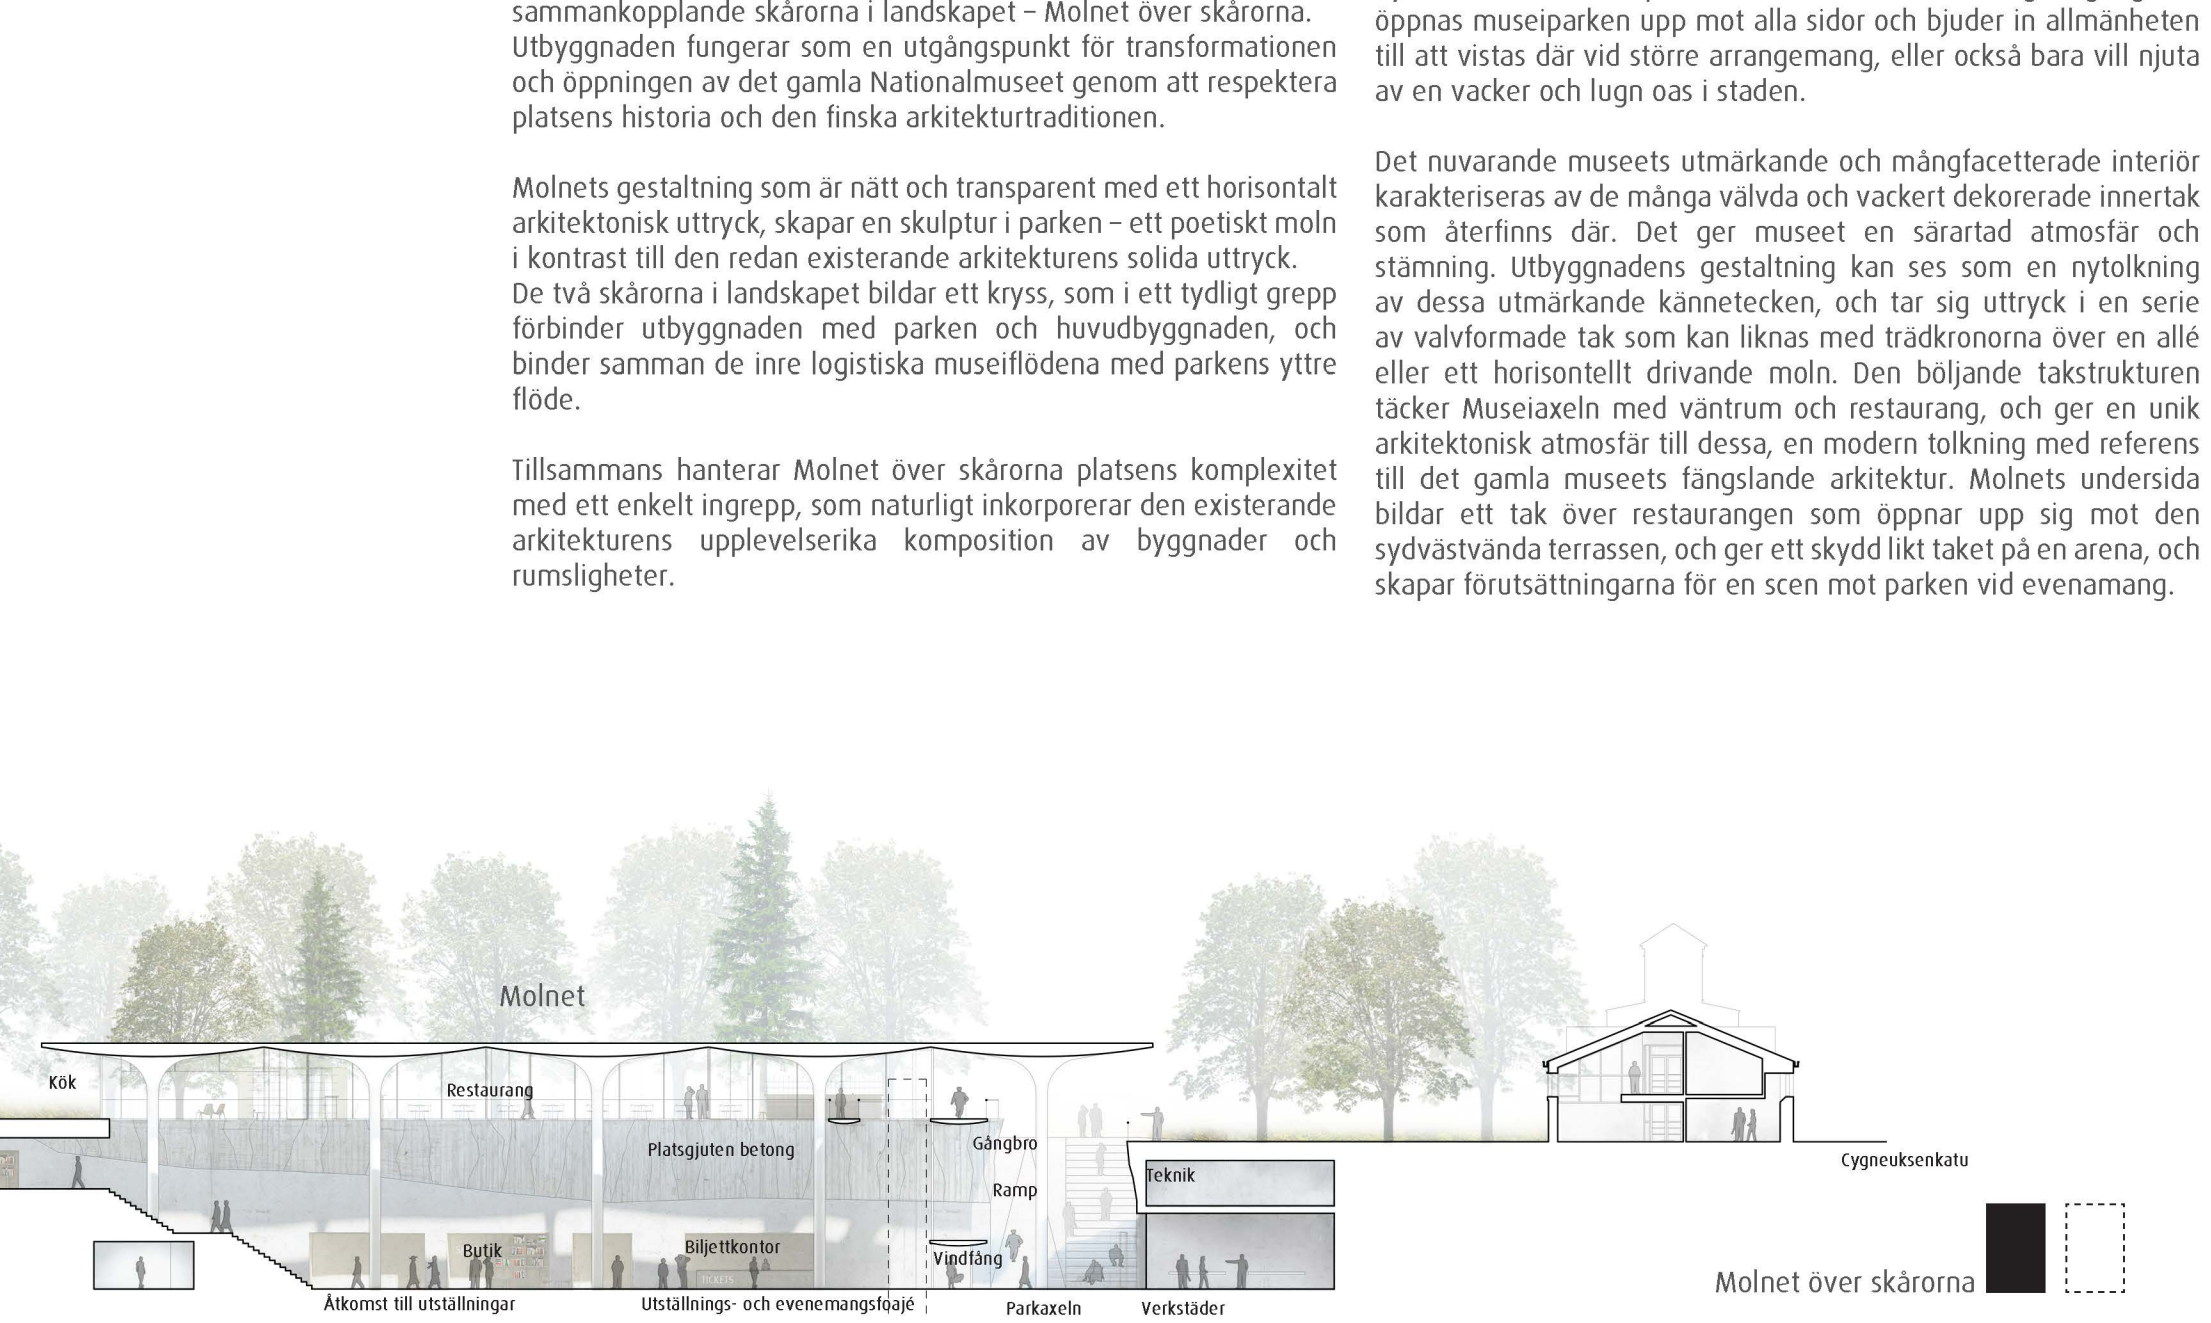 sammankopplande skårorna i landskapet – Molnet över skårorna.
Utbyggnaden fungerar som en utgångspunkt för transformationen
och öppningen av det gamla Nationalmuseet genom att respektera
platsens historia och den finska arkitekturtraditionen.
Molnets gestaltning som är nätt och transparent med ett horisontalt
arkitektonisk uttryck, skapar en skulptur i parken – ett poetiskt moln
i kontrast till den redan existerande arkitekturens solida uttryck.
De två skårorna i landskapet bildar ett kryss, som i ett tydligt grepp
förbinder utbyggnaden med parken och huvudbyggnaden, och
binder samman de inre logistiska museiflödena med parkens yttre
flöde.
Tillsammans hanterar Molnet över skårorna platsens komplexitet
med ett enkelt ingrepp, som naturligt inkorporerar den existerande
arkitekturens upplevelserika komposition av byggnader och
rumsligheter.
öppnas museiparken upp mot alla sidor och bjuder in allmänheten
till att vistas där vid större arrangemang, eller också bara vill njuta
av en vacker och lugn oas i staden.
Det nuvarande museets utmärkande och mångfacetterade interiör
karakteriseras av de många välvda och vackert dekorerade innertak
som återfinns där. Det ger museet en särartad atmosfär och
stämning. Utbyggnadens gestaltning kan ses som en nytolkning
av dessa utmärkande kännetecken, och tar sig uttryck i en serie
av valvformade tak som kan liknas med trädkronorna över en allé
eller ett horisontellt drivande moln. Den böljande takstrukturen
täcker Museiaxeln med väntrum och restaurang, och ger en unik
arkitektonisk atmosfär till dessa, en modern tolkning med referens
till det gamla museets fängslande arkitektur. Molnets undersida
bildar ett tak över restaurangen som öppnar upp sig mot den
sydvästvända terrassen, och ger ett skydd likt taket på en arena, och
skapar förutsättningarna för en scen mot parken vid evenamang.
Molnet
Kök
Restaurang
Platsgjuten betong
Gångbro
Ramp
Teknik
Cygneuksenkatu
Butik
Biljettkontor
Vindfång
TICKETS
Åtkomst till utställningar
Utställnings- och evenemangsfoajé
Parkaxeln
Verkstäder
Molnet över skårorna